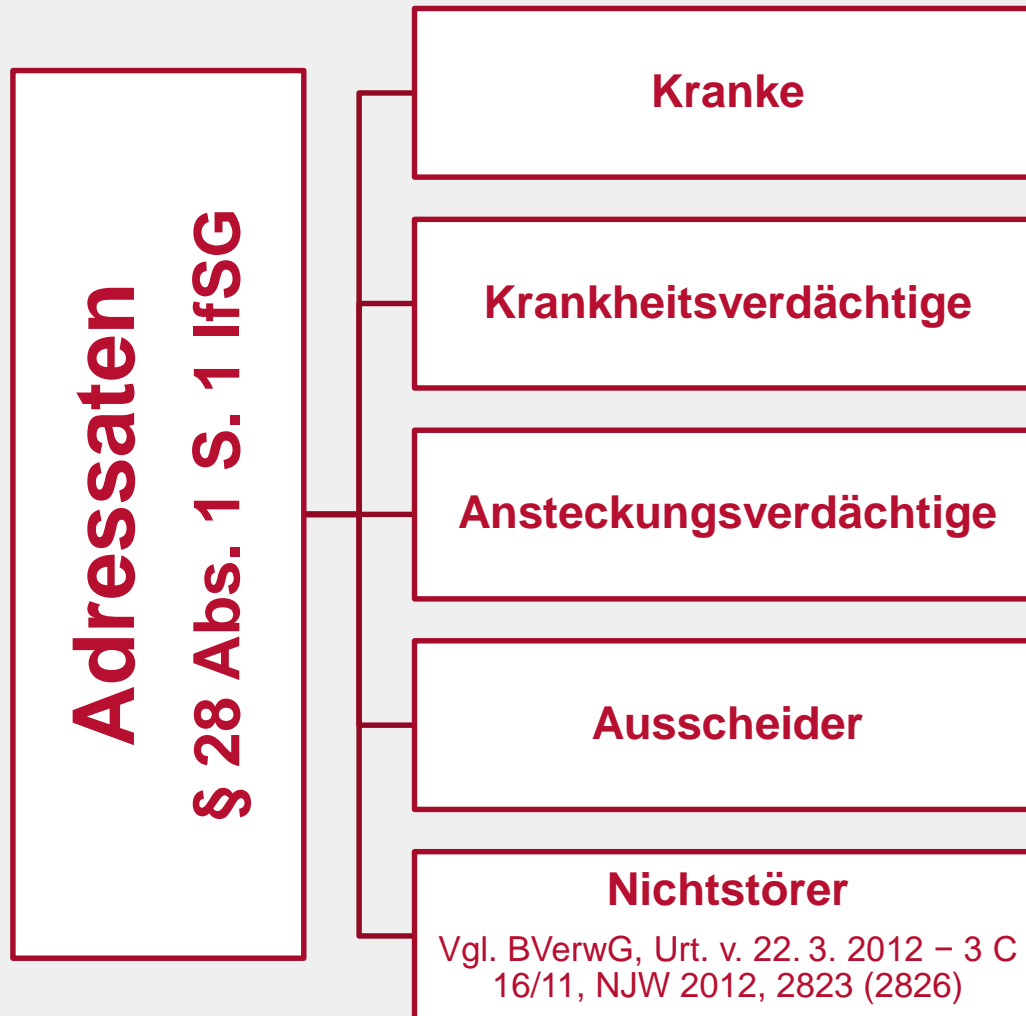 Adressaten
§ 28 Abs. 1 S. 1 IfSG
Kranke
Krankheitsverdächtige
Ansteckungsverdächtige
Ausscheider
Nichtstörer
Vgl. BVerwG, Urt. v. 22. 3. 2012 – 3 C
16/11, NJW 2012, 2823 (2826)